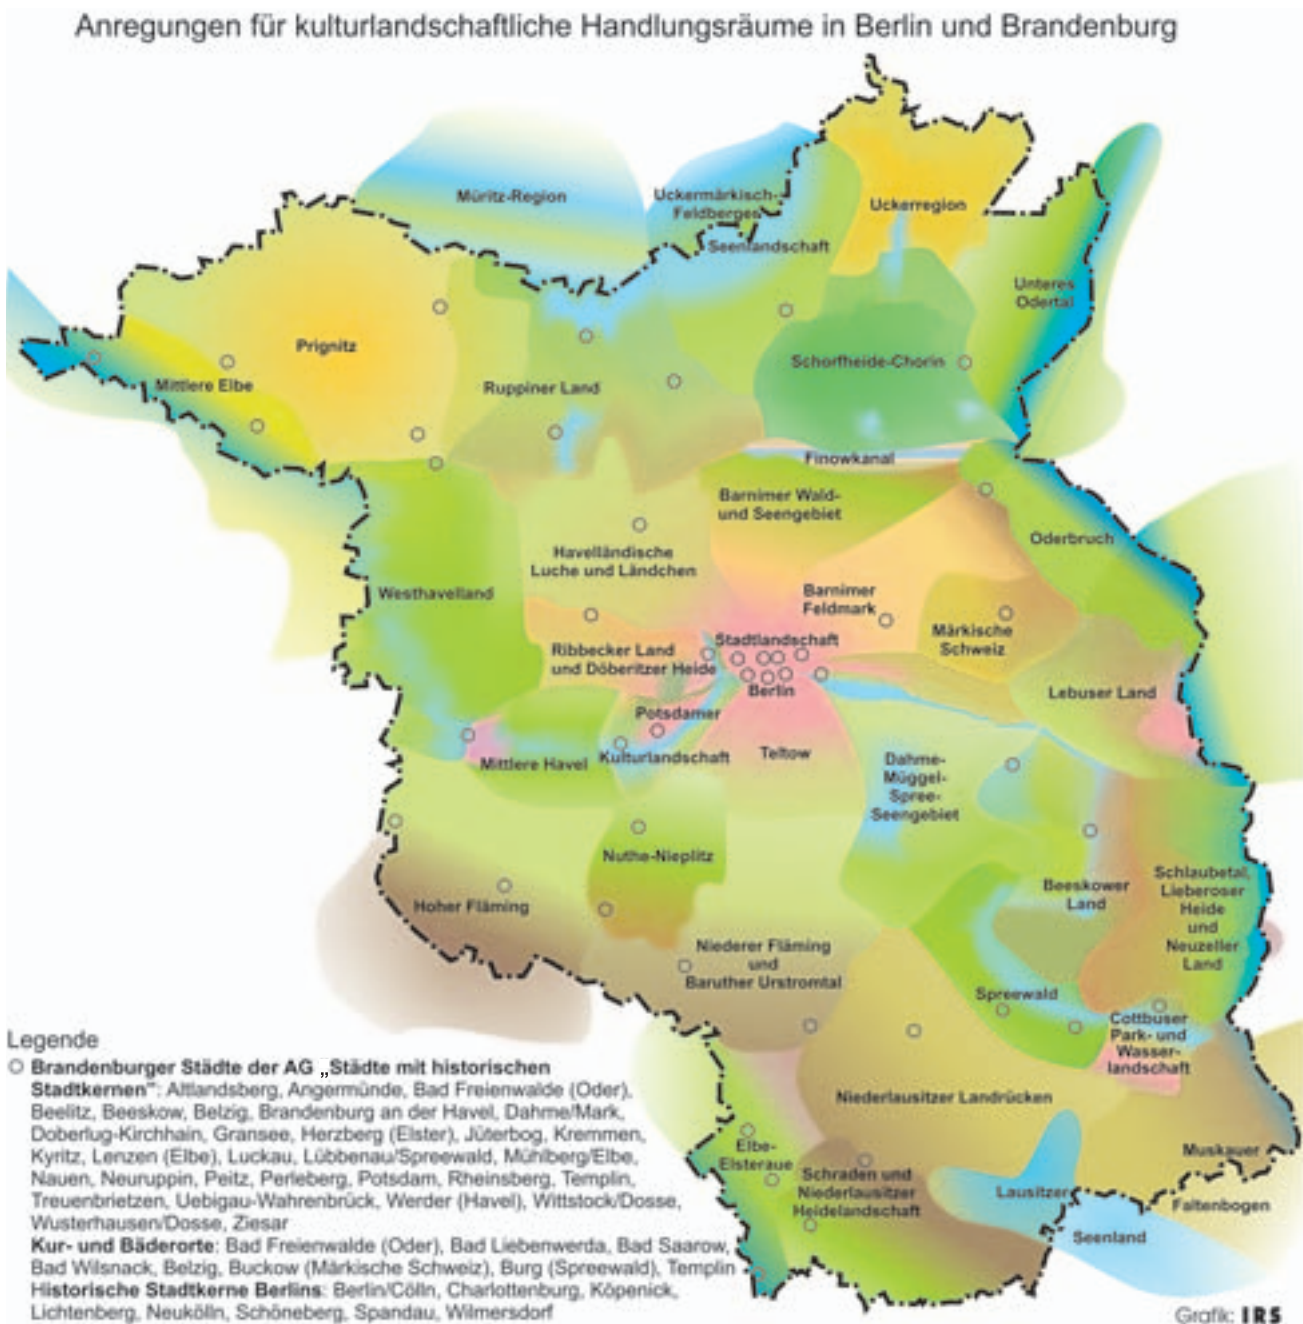 Anregungen für kulturlandschaftliche Handlungsräume in Berlin und Brandenburg
Müritz-Region
Uckermärkisch-
Feldberger
Seenlandschaft
Uckerregion
Unteres
Odertal
Prignitz
Mittlere Elbe
Ruppiner Land
Schorfheide-Chorin
Finowkanal
Barnimer Wald-
und Seengebiet
Oderbruch
Havelländische
Luche und Ländchen
Westhavelland
Barnimer
Feldmark
Märkische
Schweiz
Ribbecker Land
und Döberitzer Heide
Stadtlandschaft
Berlin
Lebuser Land
Potsdamer
Kulturlandschaft
Mittlere Havel
Teltow
Dahme-
Müggel-
Spree-
Seengebiet
Nuthe-Nieplitz
Hoher Fläming
Beeskower
Land
Schlaubetal,
Lieberoser
Heide
und
Neuzeller
Land
Niederer Fläming
und
Baruther Urstromtal
Spreewald
Cottbuser
Park- und
Wasser-
landschaft
Niederlausitzer Landrücken
Elbe-
Elsteraue
Schraden und
Niederlausitzer
Heidelandschaft
Lausitzer
Seenland
Muskauer
Faltenbogen
Legende
Brandenburger Städte der AG „Städte mit historischen
Stadtkernen": Altlandsberg, Angermünde, Bad Freienwalde (Oder),
Beelitz, Beeskow, Belzig, Brandenburg an der Havel, Dahme/Mark,
Doberlug-Kirchhain, Gransee, Herzberg (Elster), Jüterbog, Kremmen,
Kyritz, Lenzen (Elbe), Luckau, Lübbenau/Spreewald, Mühlberg/Elbe,
Nauen, Neuruppin, Peitz, Perleberg, Potsdam, Rheinsberg, Templin,
Treuenbrietzen, Uebigau-Wahrenbrück, Werder (Havel), Wittstock/Dosse,
Wusterhausen/Dosse, Ziesar
Kur- und Bäderorte: Bad Freienwalde (Oder), Bad Liebenwerda, Bad Saarow,
Bad Wilsnack, Belzig, Buckow (Märkische Schweiz), Burg (Spreewald), Templin
Historische Stadtkerne Berlins: Berlin/Cölln, Charlottenburg, Köpenick,
Lichtenberg, Neukölln, Schöneberg, Spandau, Wilmersdorf
Grafik: IRS